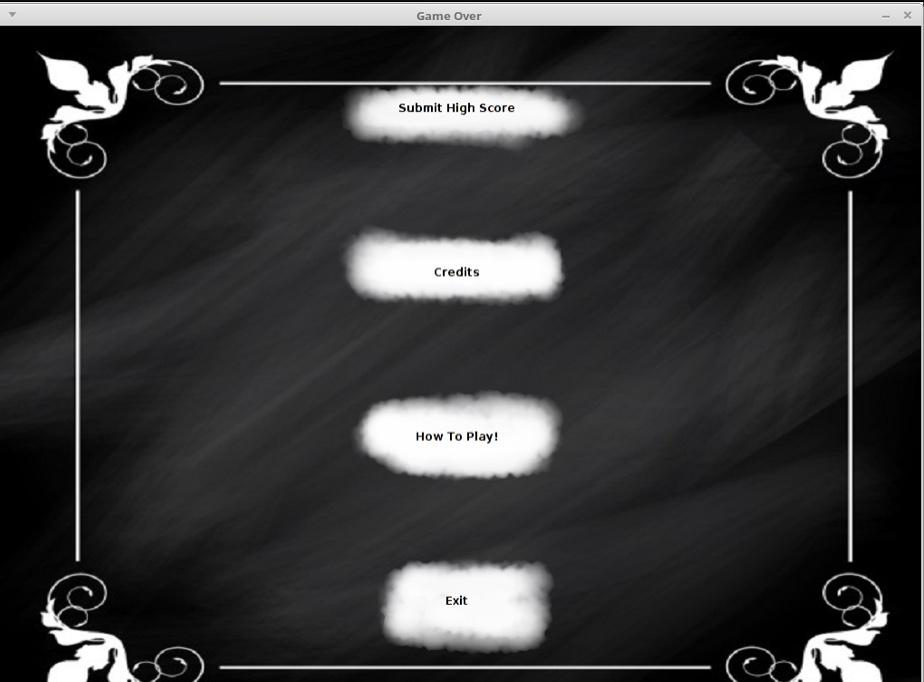 Game Over
Submit High Score
Credits
How To Play!
Exit